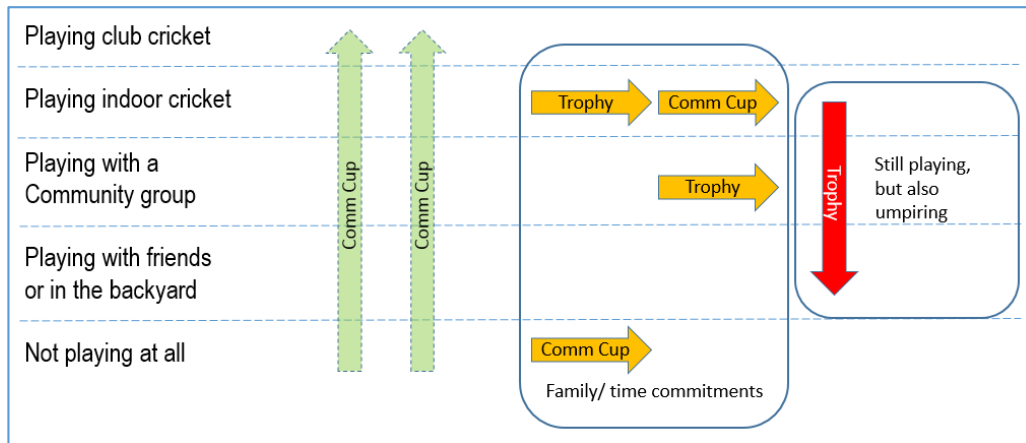 Playing club cricket
Playing indoor cricket
Playing with a
Community group
Playing with friends
or in the backyard
Not playing at all
Comm Cup
Comm Cup
Trophy
Comm Cup
Trophy
Comm Cup
Family/ time commitments
Trophy
Still playing,
but also
umpiring